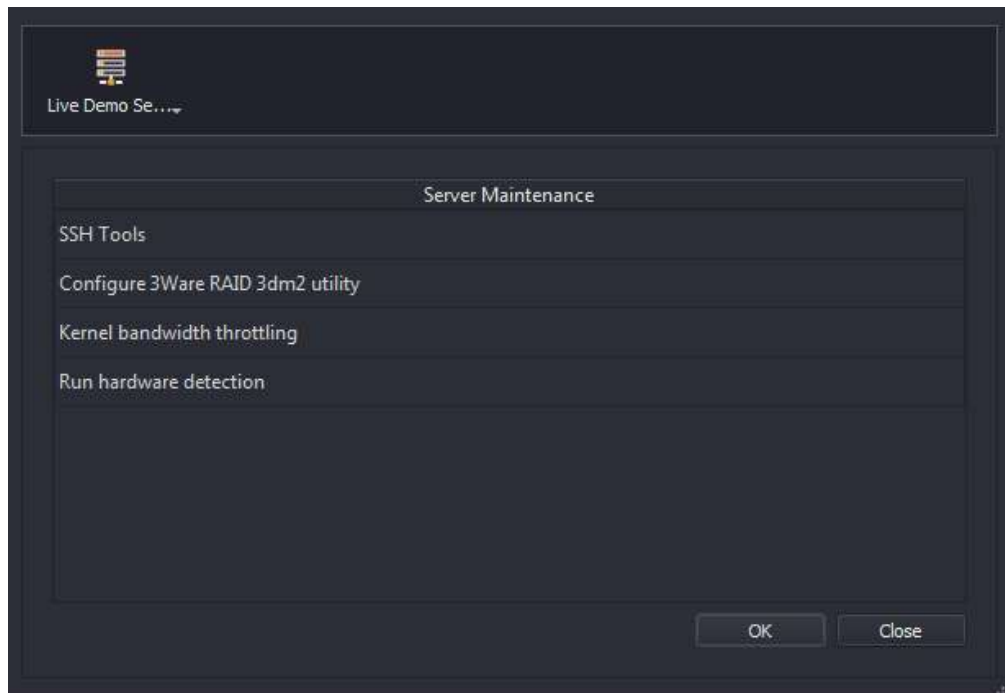 Live Demo Se...
Server Maintenance
SSH Tools
Configure 3Ware RAID 3dm2 utility
Kernel bandwidth throttling
Run hardware detection
OK
Close